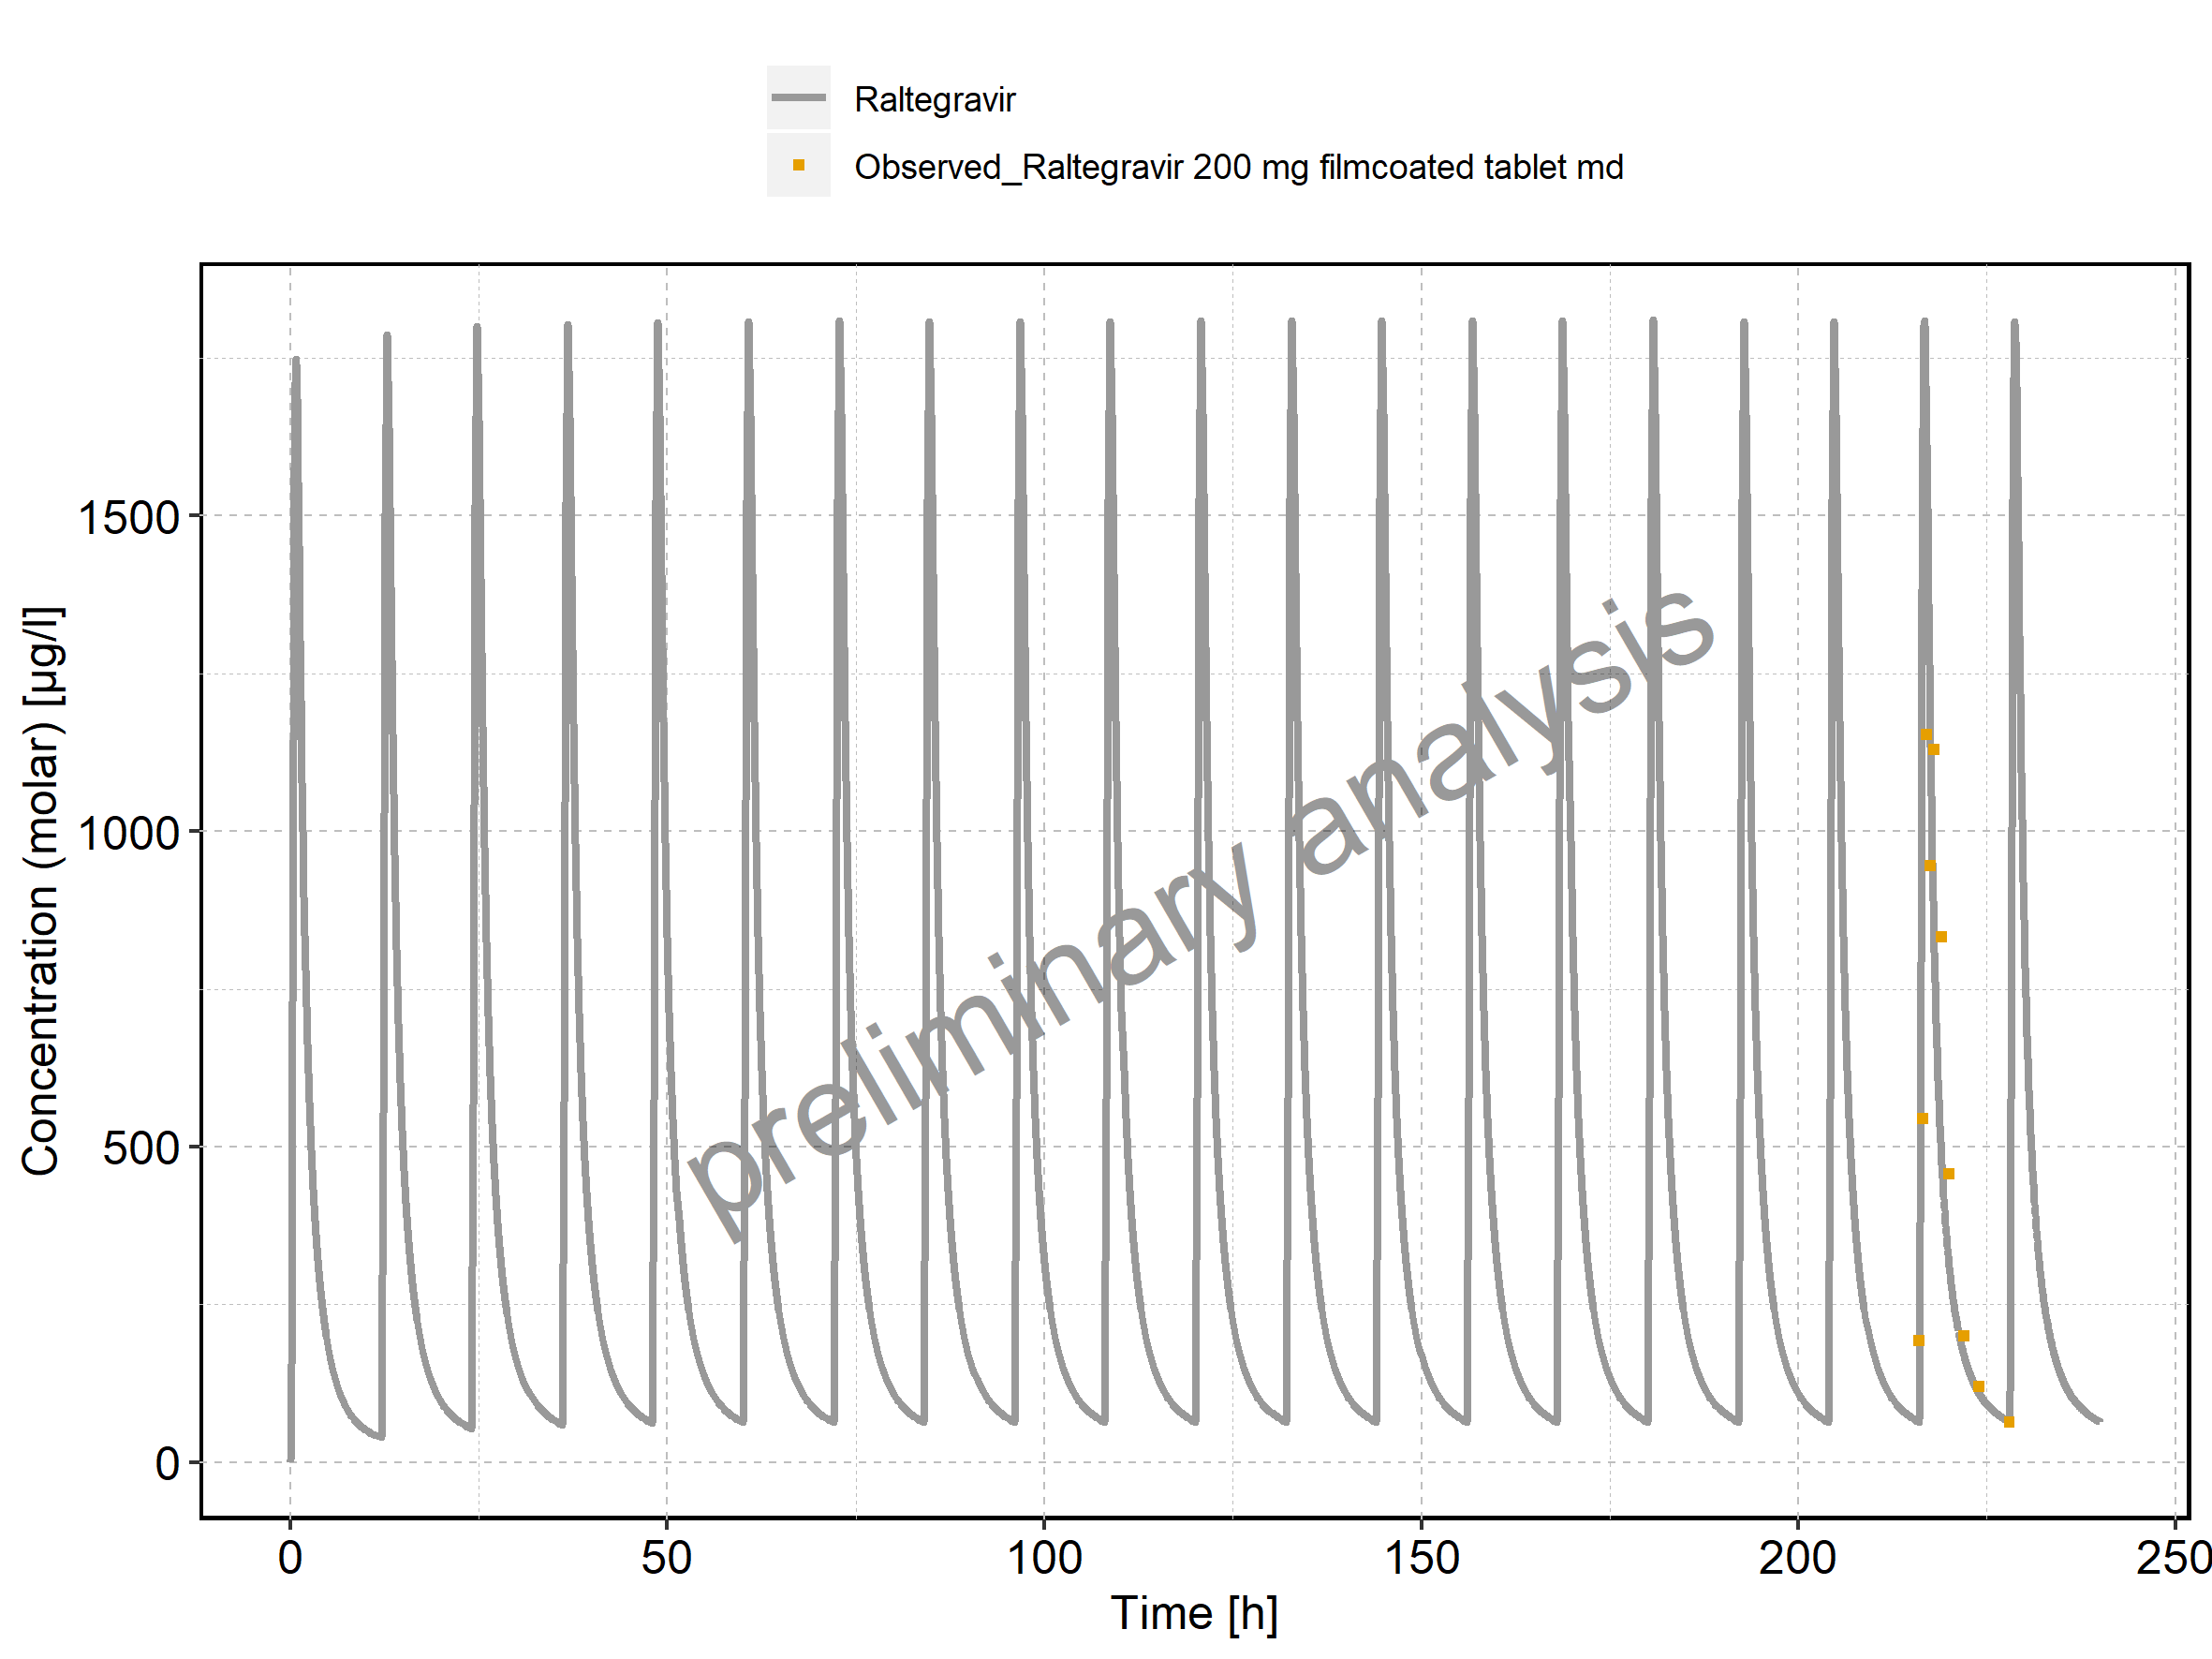 Raltegravir
Observed_Raltegravir 200 mg filmcoated tablet md
Concentration (molar) [µg/l]
1500
1000
500
0
preliminary analysis
0 50 100 150 200 250
Time [h]